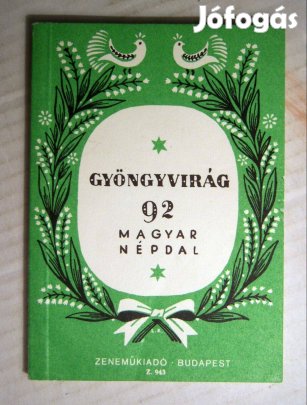 Jófogás
GYÖNGYVIRÁG
92
MAGYAR
NÉPDAL
ZENEMŰKIADÓ · BUDAPEST
Z. 943